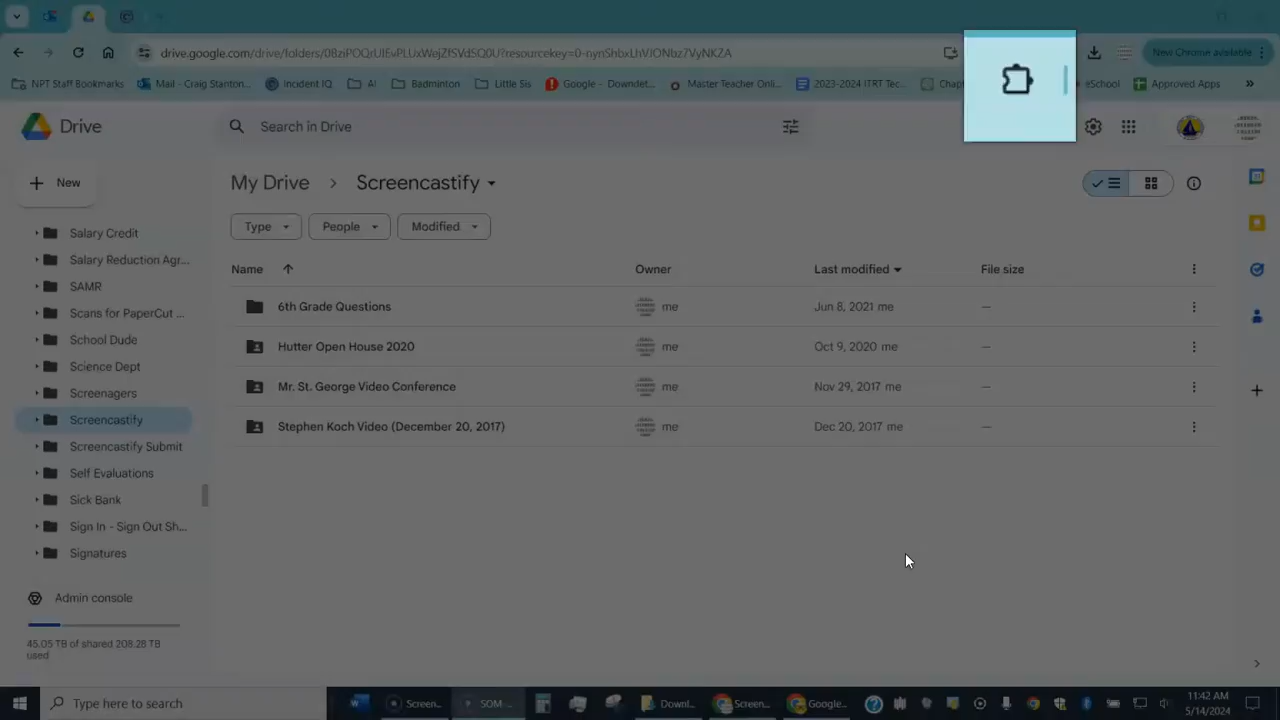 drive.google.com/drive/folders/
New Chrome available
NPT Staff Bookmarks
Mail - Craig Stanton...
Incident IQ
AI
Badminton
Little Sis
Google – Downdet...
Master Teacher Onli...
2023-2024 ITRT Tec...
eSchool
Approved Apps
Drive
Search in Drive
New
My Drive
Screencastify
Type
People
Modified
Name
Owner
Last modified
File size
6th Grade Questions
me
Jun 8, 2021 me
—
Hutter Open House 2020
me
Oct 9, 2020 me
—
Mr. St. George Video Conference
me
Nov 29, 2017 me
—
Stephen Koch Video (December 20, 2017)
me
Dec 20, 2017 me
—
Salary Credit
Salary Reduction Agr...
SAMR
Scans for PaperCut ...
School Dude
Science Dept
Screenagers
Screencastify
Screencastify Submit
Self Evaluations
Sick Bank
Sign In - Sign Out Sh...
Signatures
Admin console
45.05 TB of shared 208.28 TB
used
Type here to search
Screen...
SOM ...
Downl...
Screen...
Google...
11:42 AM
5/14/2024